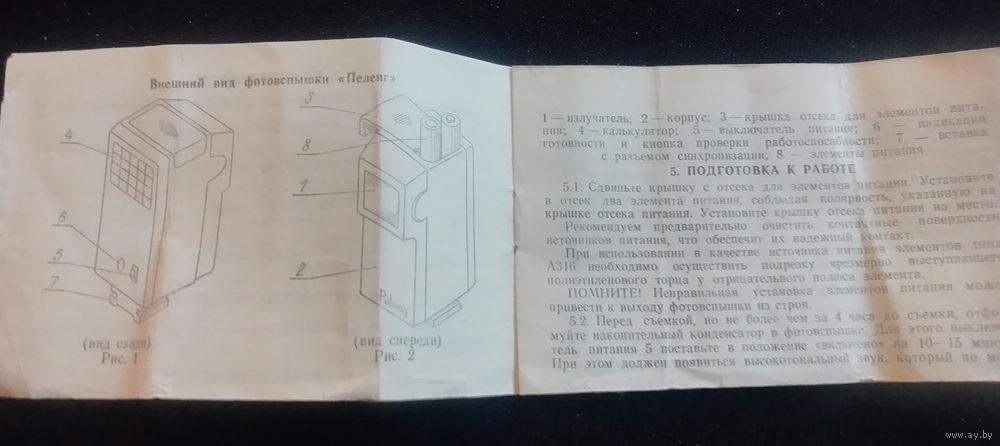 Внешний вид фотовспышки «Пеленг»
3
4
8
1
6
5
2
7
Peleng
(вид сзади)
Рис. 1
(вид спереди)
Рис. 2
1 — излучатель; 2 — корпус; 3 — крышка отсека для элементов пита-
ния; 4 — калькулятор; 5 — выключатель питания; 6 — индикация
готовности и кнопка проверки работоспособности; 7 — вставка
с разъемом синхронизации; 8 — элементы питания
5. ПОДГОТОВКА К РАБОТЕ
5.1. Сдвиньте крышку с отсека для элементов питания. Установите
в отсек два элемента питания, соблюдая полярность, указанную на
крышке отсека питания. Установите крышку отсека питания на место.
Рекомендуем предварительно очистить контактные поверхности
источников питания, что обеспечит их надежный контакт.
При использовании в качестве источника питания элементов типа
А316 необходимо осуществить подрезку чрезмерно выступающего
полиэтиленового торца у отрицательного полюса элемента.
ПОМНИТЕ! Неправильная установка элементов питания може
привести к выходу фотовспышки из строя.
5.2. Перед съемкой, но не более чем за 4 часа до съемки, отфо
муйте накопительный конденсатор в фотовспышке. Для этого выклю
тель питания 5 воставьте в положение «включено» на 10—15 мину
При этом должен появиться высокотональный звук, который по ме
www.ay.by